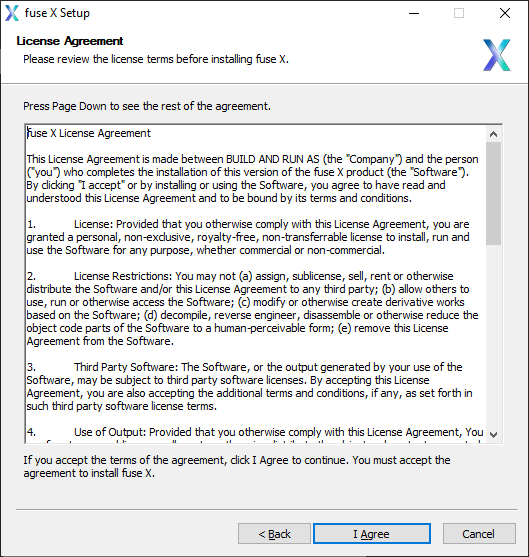 fuse X Setup
License Agreement
Please review the license terms before installing fuse X.
Press Page Down to see the rest of the agreement.
fuse X License Agreement
This License Agreement is made between BUILD AND RUN AS (the "Company") and the person
("you") who completes the installation of this version of the fuse X product (the "Software").
By clicking "I accept" or by installing or using the Software, you agree to have read and
understood this License Agreement and to be bound by its terms and conditions.
1. License: Provided that you otherwise comply with this License Agreement, you are
granted a personal, non-exclusive, royalty-free, non-transferrable license to install, run and
use the Software for any purpose, whether commercial or non-commercial.
2. License Restrictions: You may not (a) assign, sublicense, sell, rent or otherwise
distribute the Software and/or this License Agreement to any third party; (b) allow others to
use, run or otherwise access the Software; (c) modify or otherwise create derivative works
based on the Software; (d) decompile, reverse engineer, disassemble or otherwise reduce the
object code parts of the Software to a human-perceivable form; (e) remove this License
Agreement from the Software.
3. Third Party Software: The Software, or the output generated by your use of the
Software, may be subject to third party software licenses. By accepting this License
Agreement, you are also accepting the additional terms and conditions, if any, as set forth in
such third party software license terms.
4. Use of Output: Provided that you otherwise comply with this License Agreement, You
If you accept the terms of the agreement, click I Agree to continue. You must accept the
agreement to install fuse X.
< Back
I Agree
Cancel